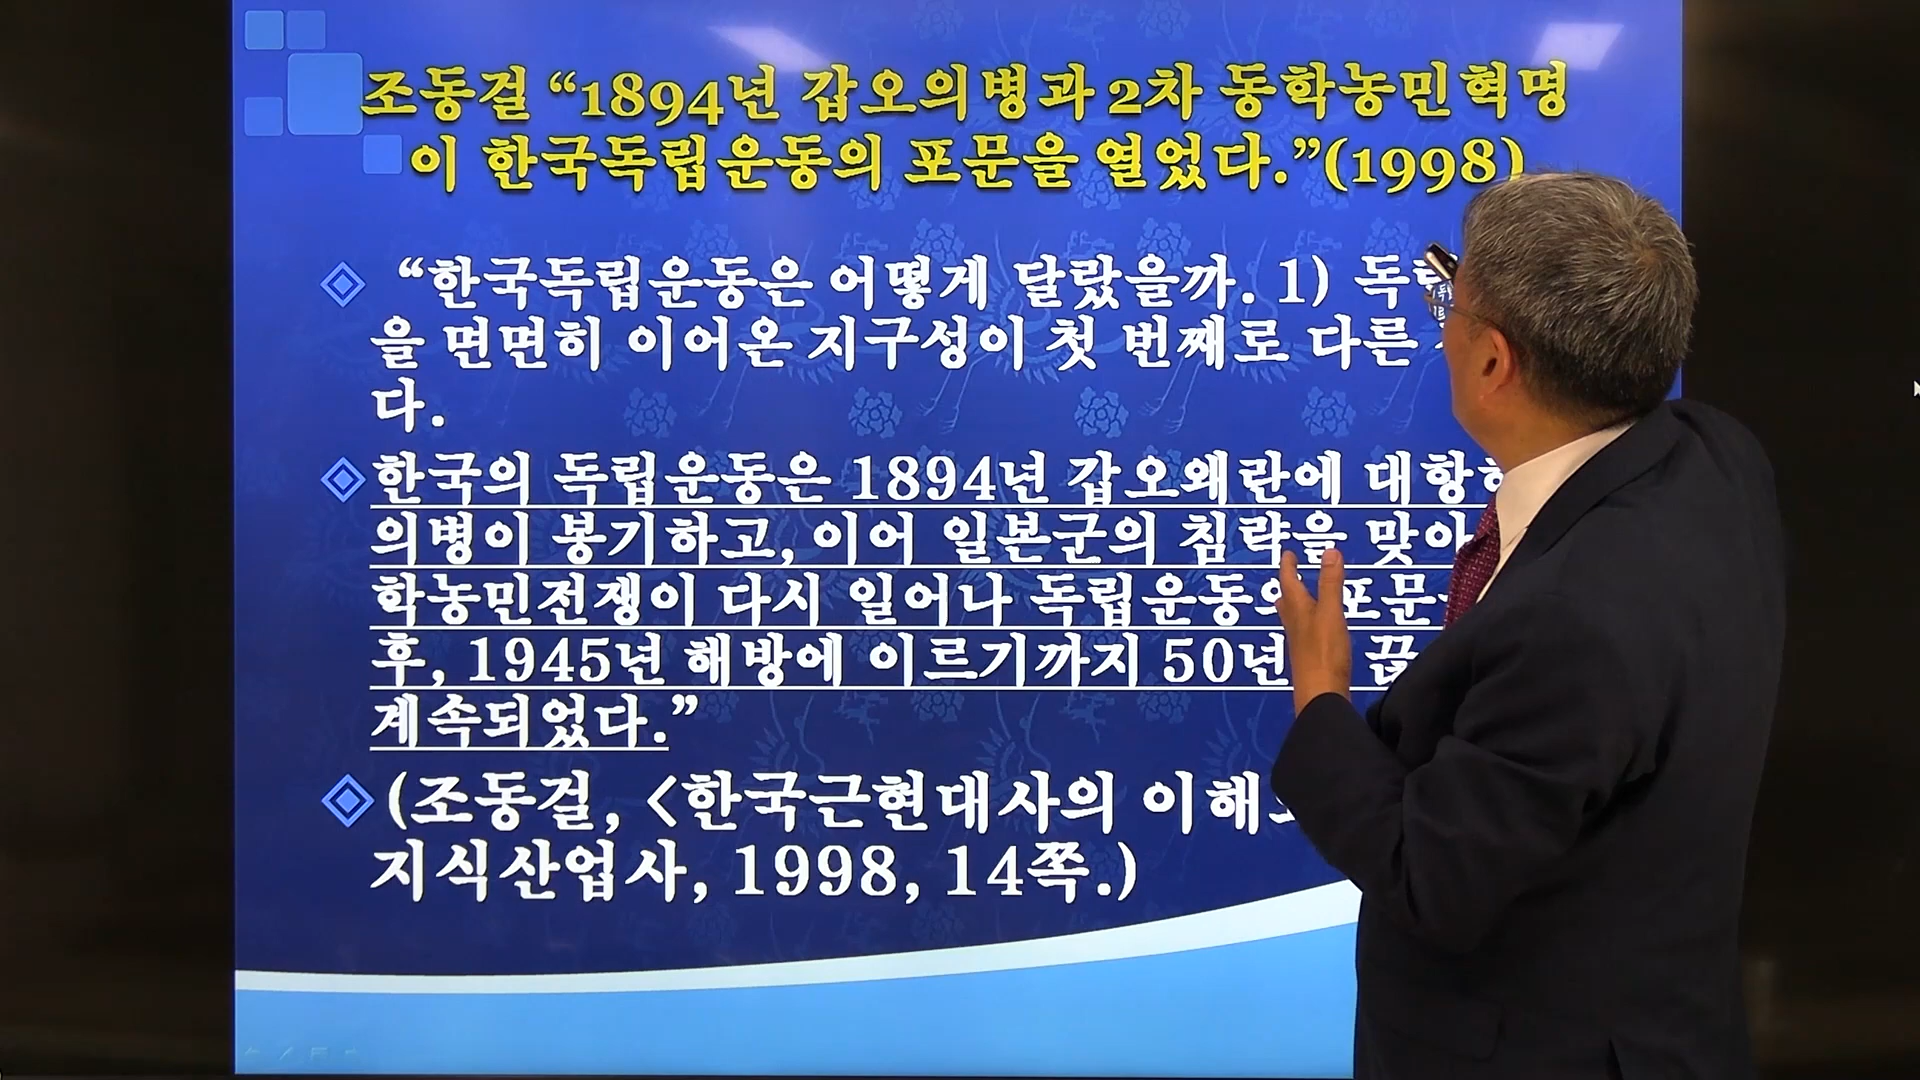 조동걸 “1894년 갑오의병과 2차 동학농민혁명
이 한국독립운동의 포문을 열었다.”(1998)
“한국독립운동은 어떻게 달랐을까. 1)
을 면면히 이어온 지구성이 첫 번째로 다른
다.
한국의 독립운동은 1894년 갑오왜란에
의병이 봉기하고, 이어 일본군의 침략을 맞아
학농민전쟁이 다시 일어나 독립운동의
후, 1945년 해방에 이르기까지 50년
계속되었다.”
(조동걸, <한국근현대사의 이해
지식산업사, 1998, 14쪽.)